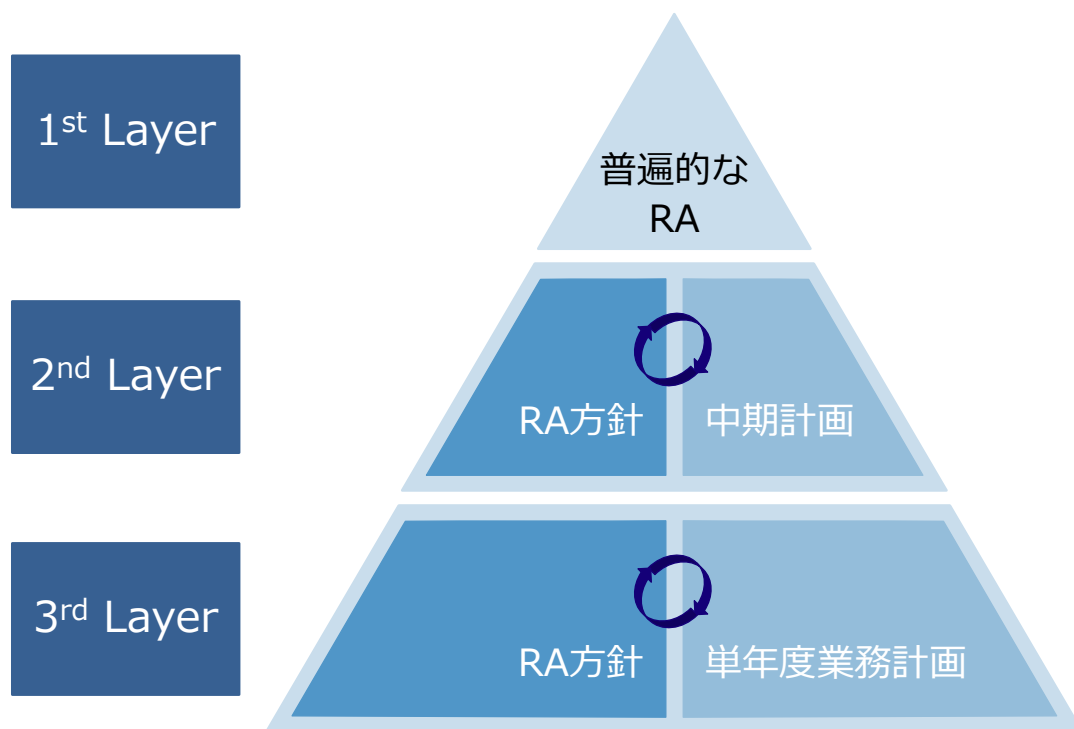 1st Layer
普遍的な
RA
2nd Layer
RA方針
中期計画
3rd Layer
RA方針
単年度業務計画